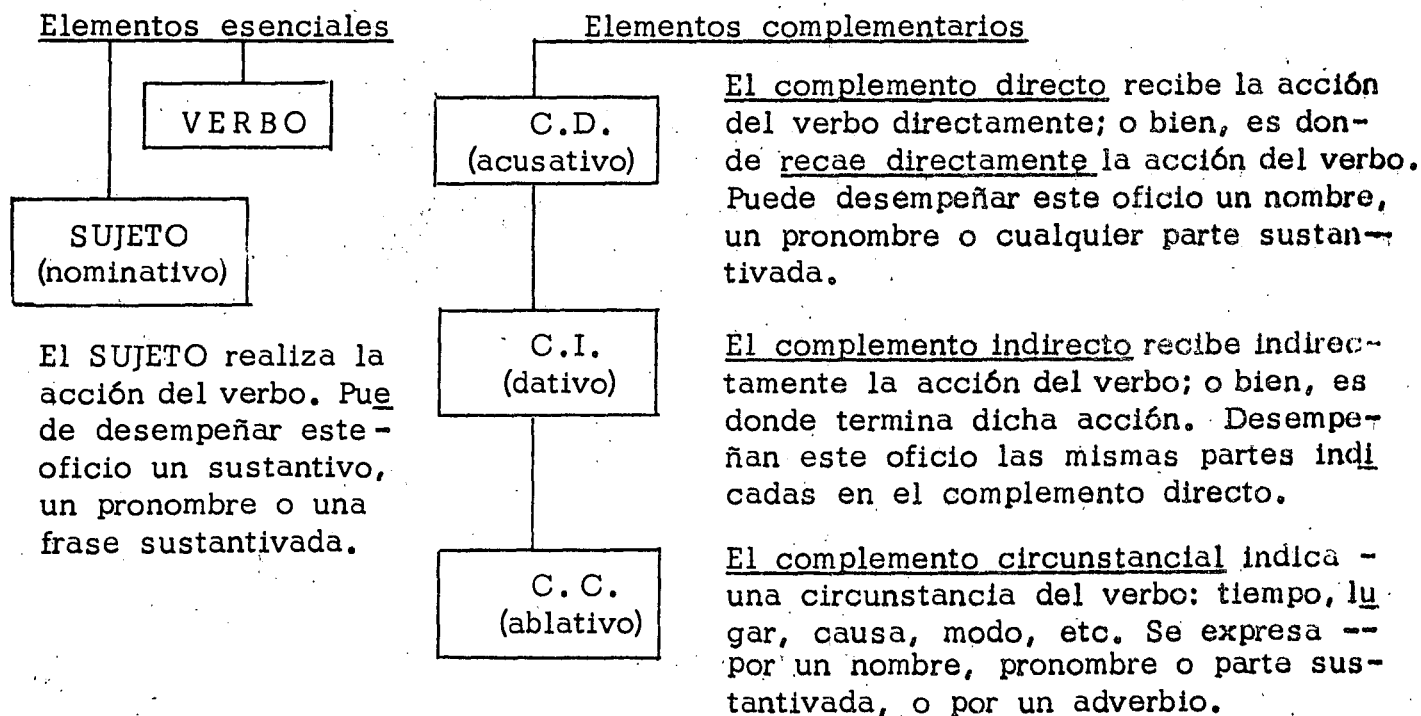 Elementos esenciales
Elementos complementarios
VERBO
SUJETO
(nominativo)
El SUJETO realiza la
acción del verbo. Pue
de desempeñar este -
oficio un sustantivo,
un pronombre o una
frase sustantivada.
C.D.
(acusativo)
C.I.
(dativo)
C.C.
(ablativo)
El complemento directo recibe la acción
del verbo directamente; o bien, es don-
de recae directamente la acción del verbo.
Puede desempeñar este oficio un nombre,
un pronombre o cualquier parte sustan-
tivada.
El complemento indirecto recibe indirec-
tamente la acción del verbo; o bien, es
donde termina dicha acción. Desempe-
ñan este oficio las mismas partes indi
cadas en el complemento directo.
El complemento circunstancial indica -
una circunstancia del verbo: tiempo, lu
gar, causa, modo, etc. Se expresa --
por un nombre, pronombre o parte sus-
tantivada, o por un adverbio.